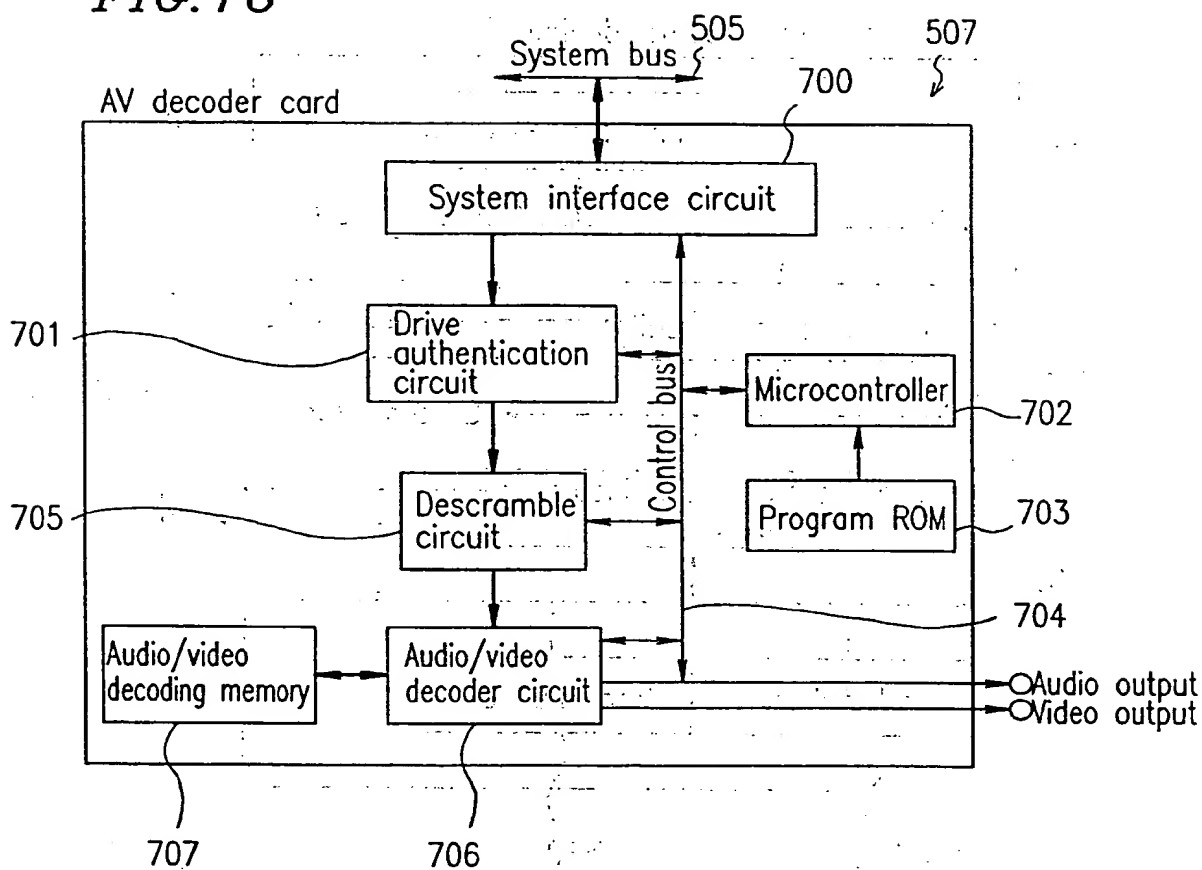 FIG.
System bus
505
507
AV decoder card
700
System interface circuit
701
Drive
authentication
circuit
Control bus
Microcontroller
702
705
Descramble
circuit
Program ROM
703
704
Audio/video
decoding memory
Audio/video
decoder circuit
Audio output
Video output
707
706